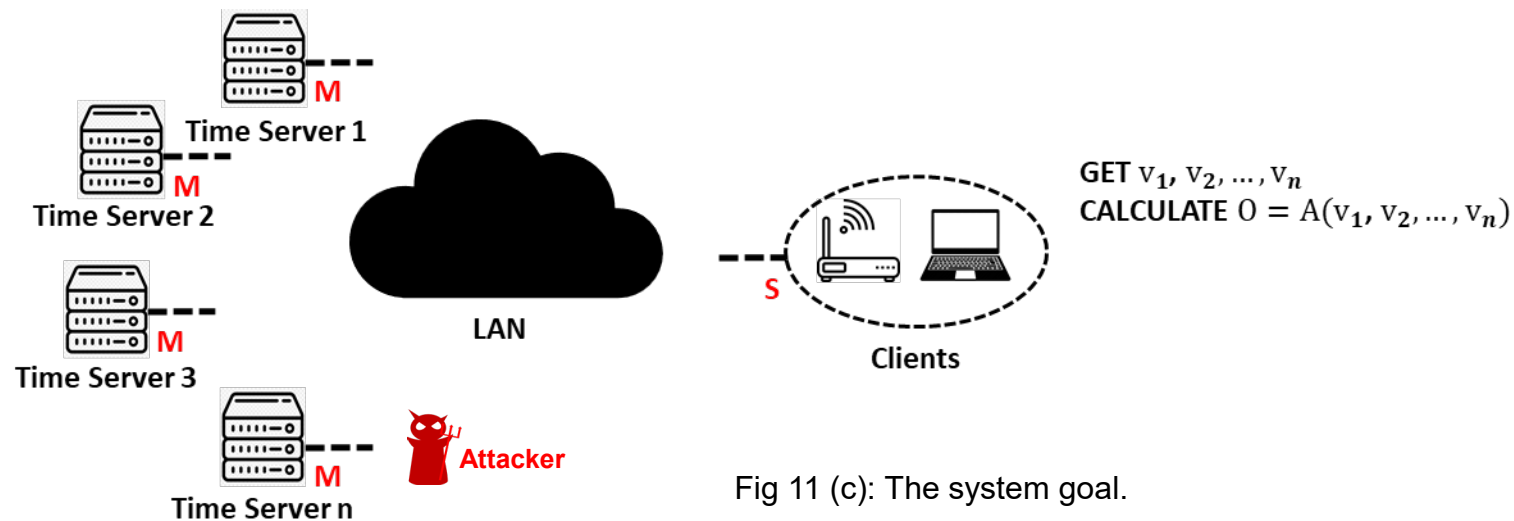 M
Time Server 1
M
Time Server 2
M
Time Server 3
M
Time Server n
LAN
Attacker
S
Clients
GET v₁, v₂, ... , vₙ
CALCULATE O = A(v₁, v₂, ... , vₙ)
Fig 11 (c): The system goal.